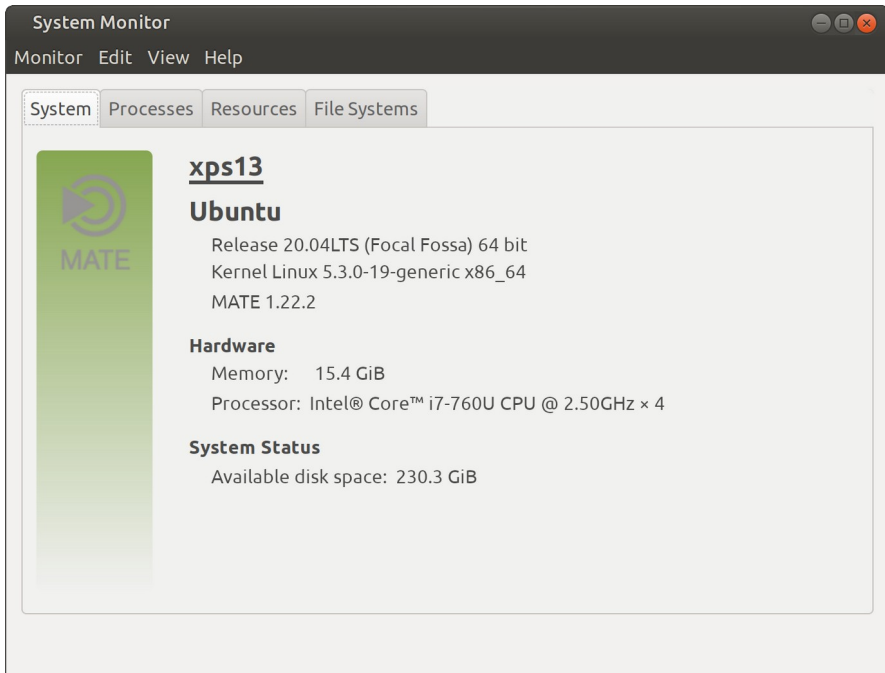 System Monitor
Monitor Edit View Help
System Processes Resources File Systems
MATE
xps13
Ubuntu
Release 20.04LTS (Focal Fossa) 64 bit
Kernel Linux 5.3.0-19-generic x86_64
MATE 1.22.2
Hardware
Memory: 15.4 GiB
Processor: Intel® Core™ i7-760U CPU @ 2.50GHz × 4
System Status
Available disk space: 230.3 GiB